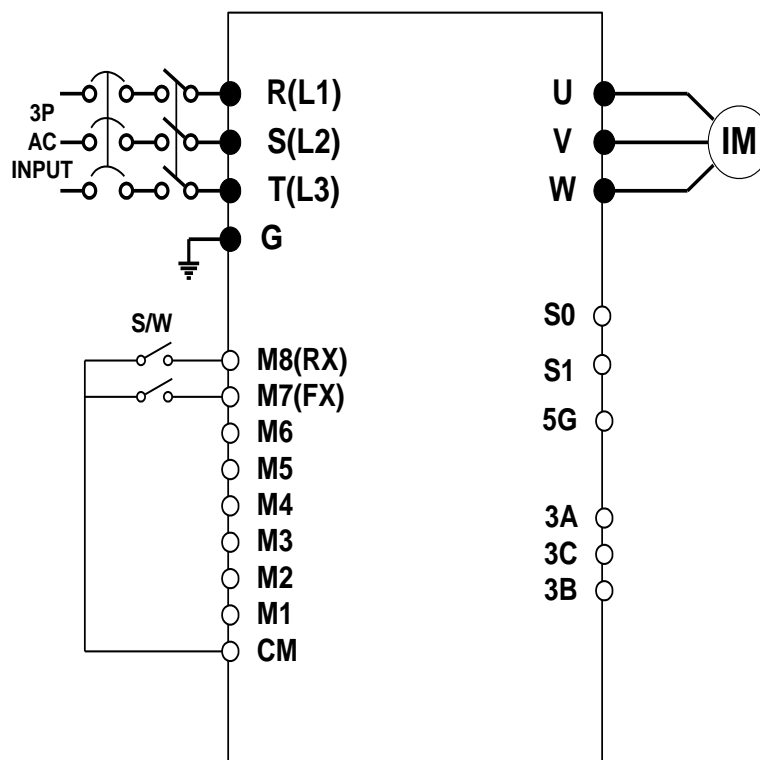 3P
AC
INPUT
R(L1)
S(L2)
T(L3)
G
U
V
W
IM
S/W
M8(RX)
M7(FX)
M6
M5
M4
M3
M2
M1
CM
S0
S1
5G
3A
3C
3B